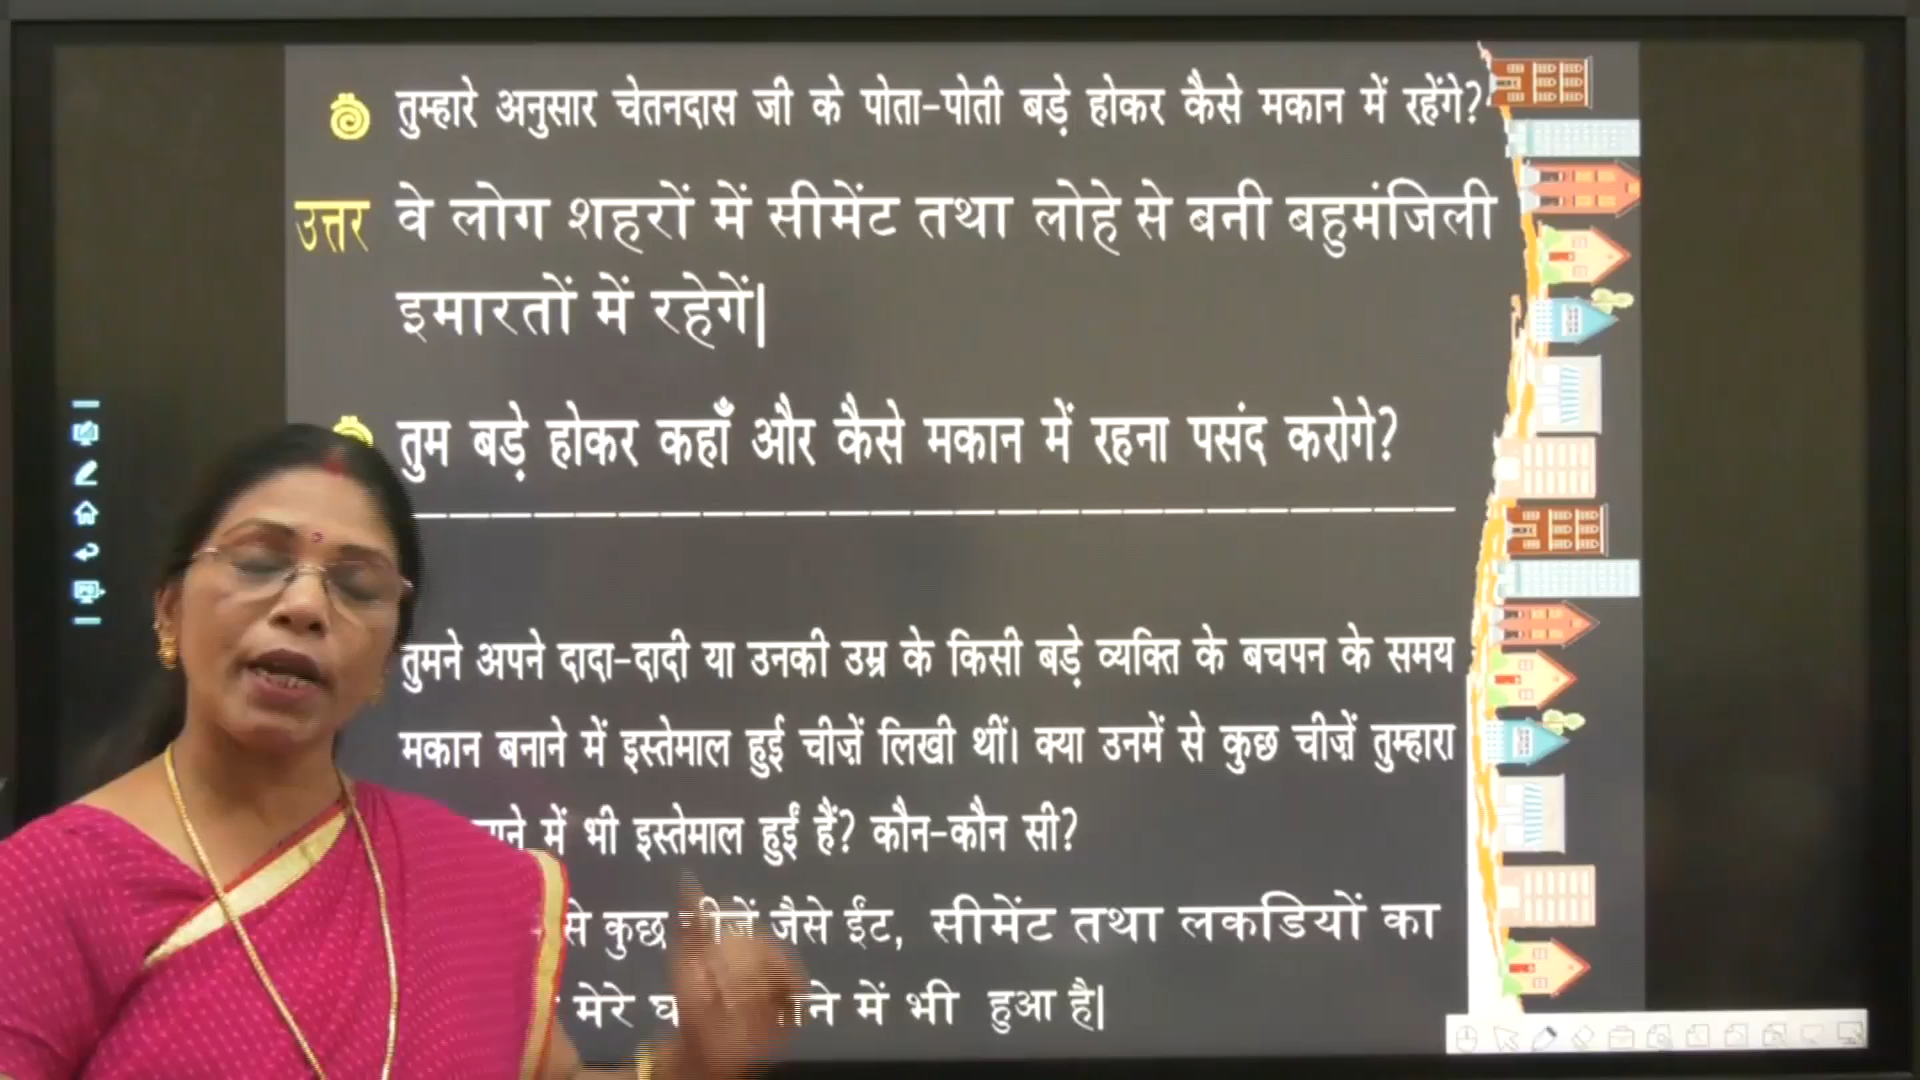 तुम्हारे अनुसार चेतनदास जी के पोता-पोती बड़े होकर कैसे मकान में रहेंगे?
उत्तर वे लोग शहरों में सीमेंट तथा लोहे से बनी बहुमंजिली
इमारतों में रहेगें|
तुम बड़े होकर कहाँ और कैसे मकान में रहना पसंद करोगे?
तुमने अपने दादा-दादी या उनकी उम्र के किसी बड़े व्यक्ति के बचपन के समय
मकान बनाने में इस्तेमाल हुई चीज़ें लिखी थीं। क्या उनमें से कुछ चीज़ें तुम्हारा
में भी इस्तेमाल हुईं हैं? कौन-कौन सी?
से कुछ जैसे ईंट, सीमेंट तथा लकडियों का
मेरे में भी हुआ है|